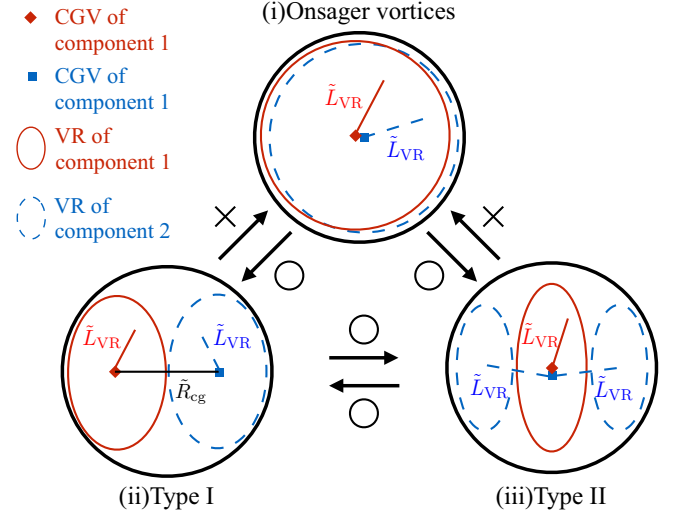 (i)Onsager vortices
CGV of
component 1
CGV of
component 1
VR of
component 1
VR of
component 2
L̃VR
L̃VR
L̃VR
L̃VR
R̃cg
L̃VR
L̃VR
L̃VR
(ii)Type I
(iii)Type II